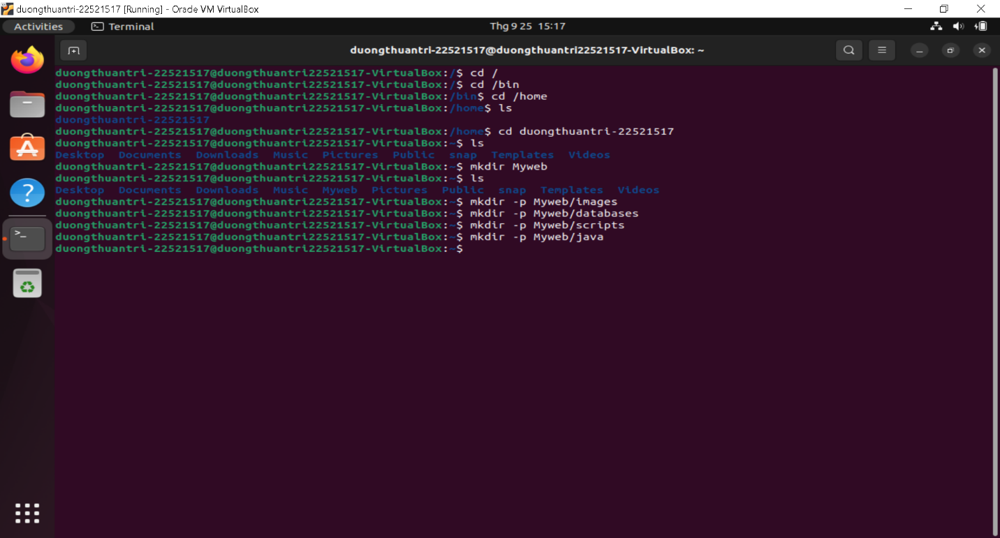 duongthuantri-22521517 [Running] - Oracle VM VirtualBox
Activities Terminal Thg 9 25 15:17
duongthuantri-22521517@duongthuantri22521517-VirtualBox: ~
duongthuantri-22521517@duongthuantri22521517-VirtualBox:/$ cd /
duongthuantri-22521517@duongthuantri22521517-VirtualBox:/$ cd /bin
duongthuantri-22521517@duongthuantri22521517-VirtualBox:/bin$ cd /home
duongthuantri-22521517@duongthuantri22521517-VirtualBox:/home$ ls
duongthuantri-22521517
duongthuantri-22521517@duongthuantri22521517-VirtualBox:/home$ cd duongthuantri-22521517
duongthuantri-22521517@duongthuantri22521517-VirtualBox:~$ ls
Desktop Documents Downloads Music Pictures Public snap Templates Videos
duongthuantri-22521517@duongthuantri22521517-VirtualBox:~$ mkdir Myweb
duongthuantri-22521517@duongthuantri22521517-VirtualBox:~$ ls
Desktop Documents Downloads Music Myweb Pictures Public snap Templates Videos
duongthuantri-22521517@duongthuantri22521517-VirtualBox:~$ mkdir -p Myweb/images
duongthuantri-22521517@duongthuantri22521517-VirtualBox:~$ mkdir -p Myweb/databases
duongthuantri-22521517@duongthuantri22521517-VirtualBox:~$ mkdir -p Myweb/scripts
duongthuantri-22521517@duongthuantri22521517-VirtualBox:~$ mkdir -p Myweb/java
duongthuantri-22521517@duongthuantri22521517-VirtualBox:~$